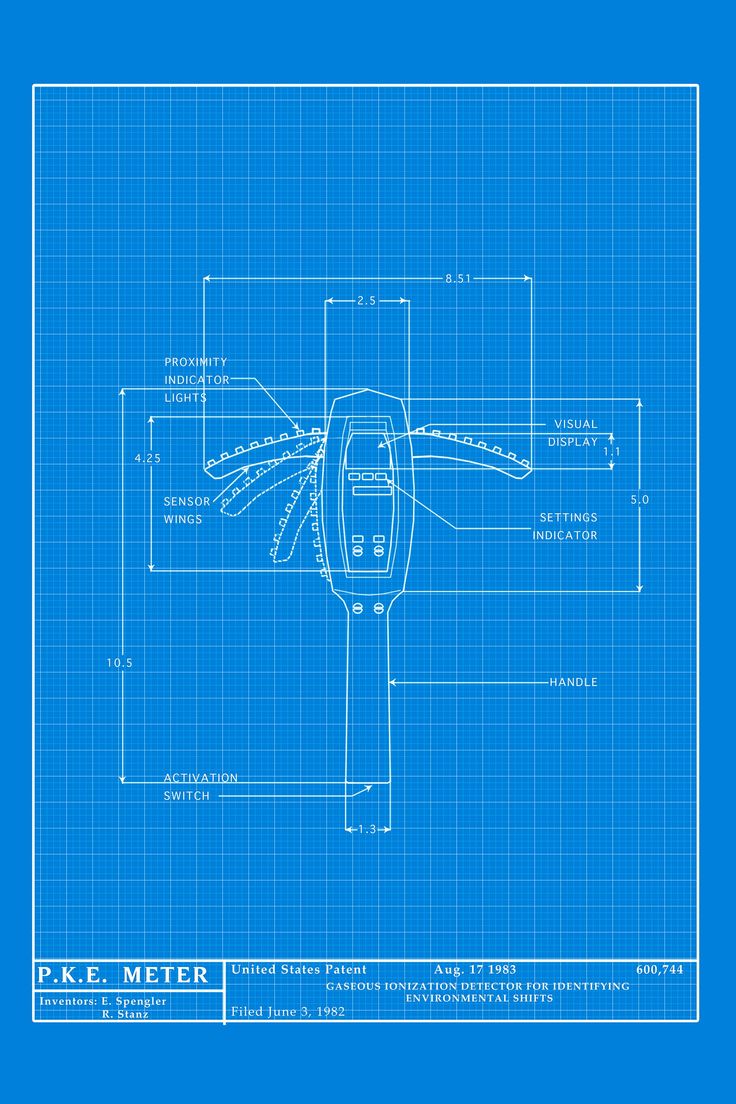 8.51
2.5
PROXIMITY
INDICATOR
LIGHTS
VISUAL
DISPLAY
1.1
4.25
SENSOR
WINGS
5.0
SETTINGS
INDICATOR
10.5
HANDLE
ACTIVATION
SWITCH
1.3
P.K.E. METER
Inventors: E. Spengler
R. Stanz
United States Patent Aug. 17 1983 600,744
GASEOUS IONIZATION DETECTOR FOR IDENTIFYING
ENVIRONMENTAL SHIFTS
Filed June 3, 1982